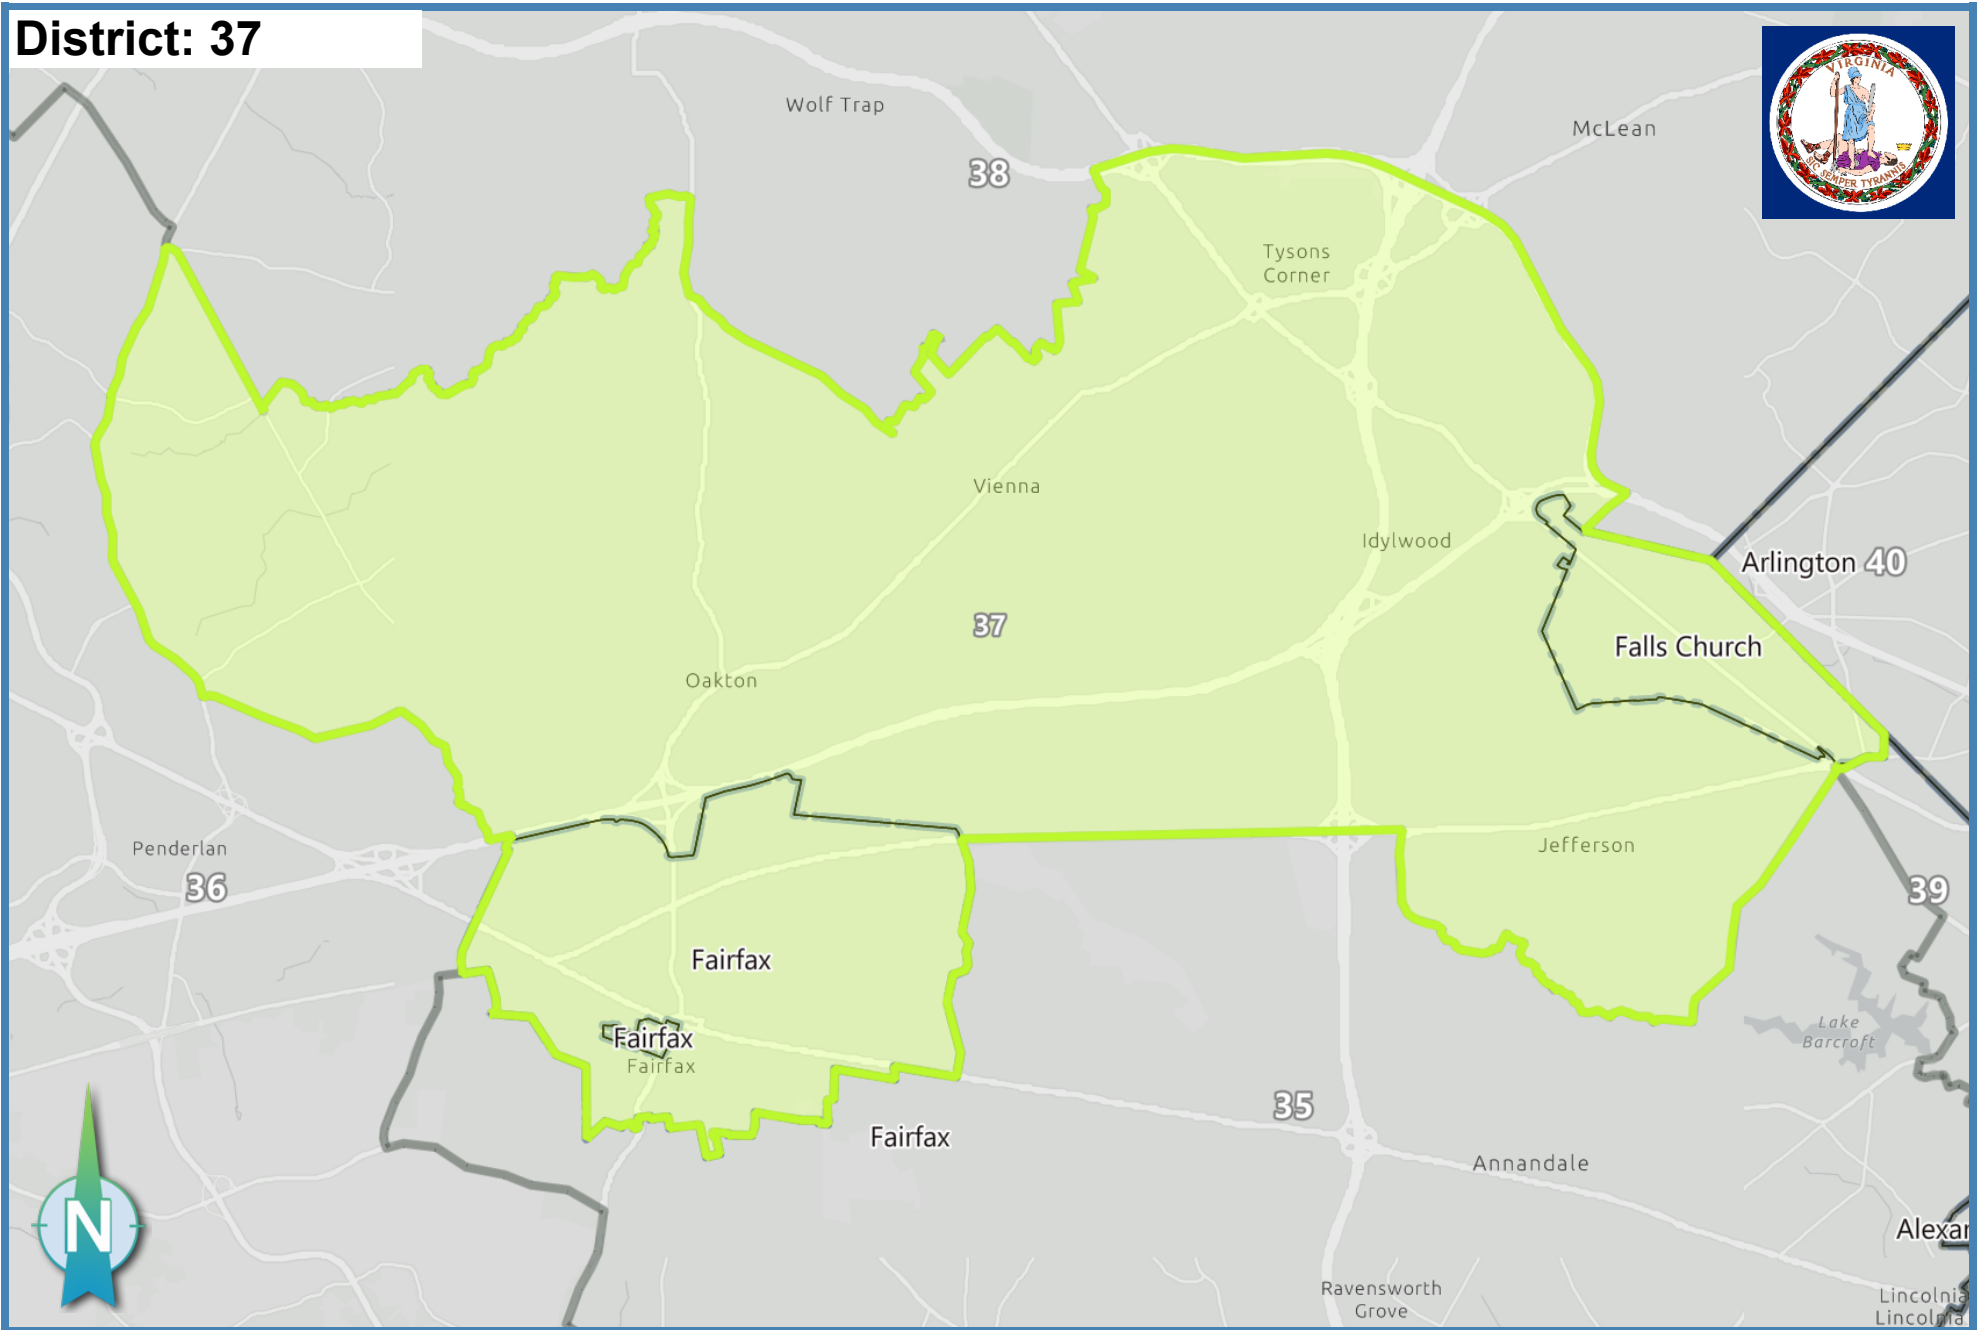 District: 37
VIRGINIA
SIC SEMPER TYRANNIS
Wolf Trap
McLean
38
Tysons
Corner
Vienna
Idylwood
Arlington 40
37
Falls Church
Oakton
Penderlan
36
Jefferson
39
Fairfax
Fairfax
Fairfax
Lake
Barcroft
35
Fairfax
Annandale
N
Alexan
Ravensworth
Grove
Lincolnia
Lincolnia